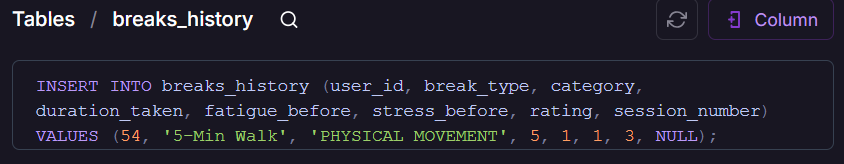 Tables / breaks_history
Column
INSERT INTO breaks_history (user_id, break_type, category,
duration_taken, fatigue_before, stress_before, rating, session_number)
VALUES (54, '5-Min Walk', 'PHYSICAL MOVEMENT', 5, 1, 1, 3, NULL);